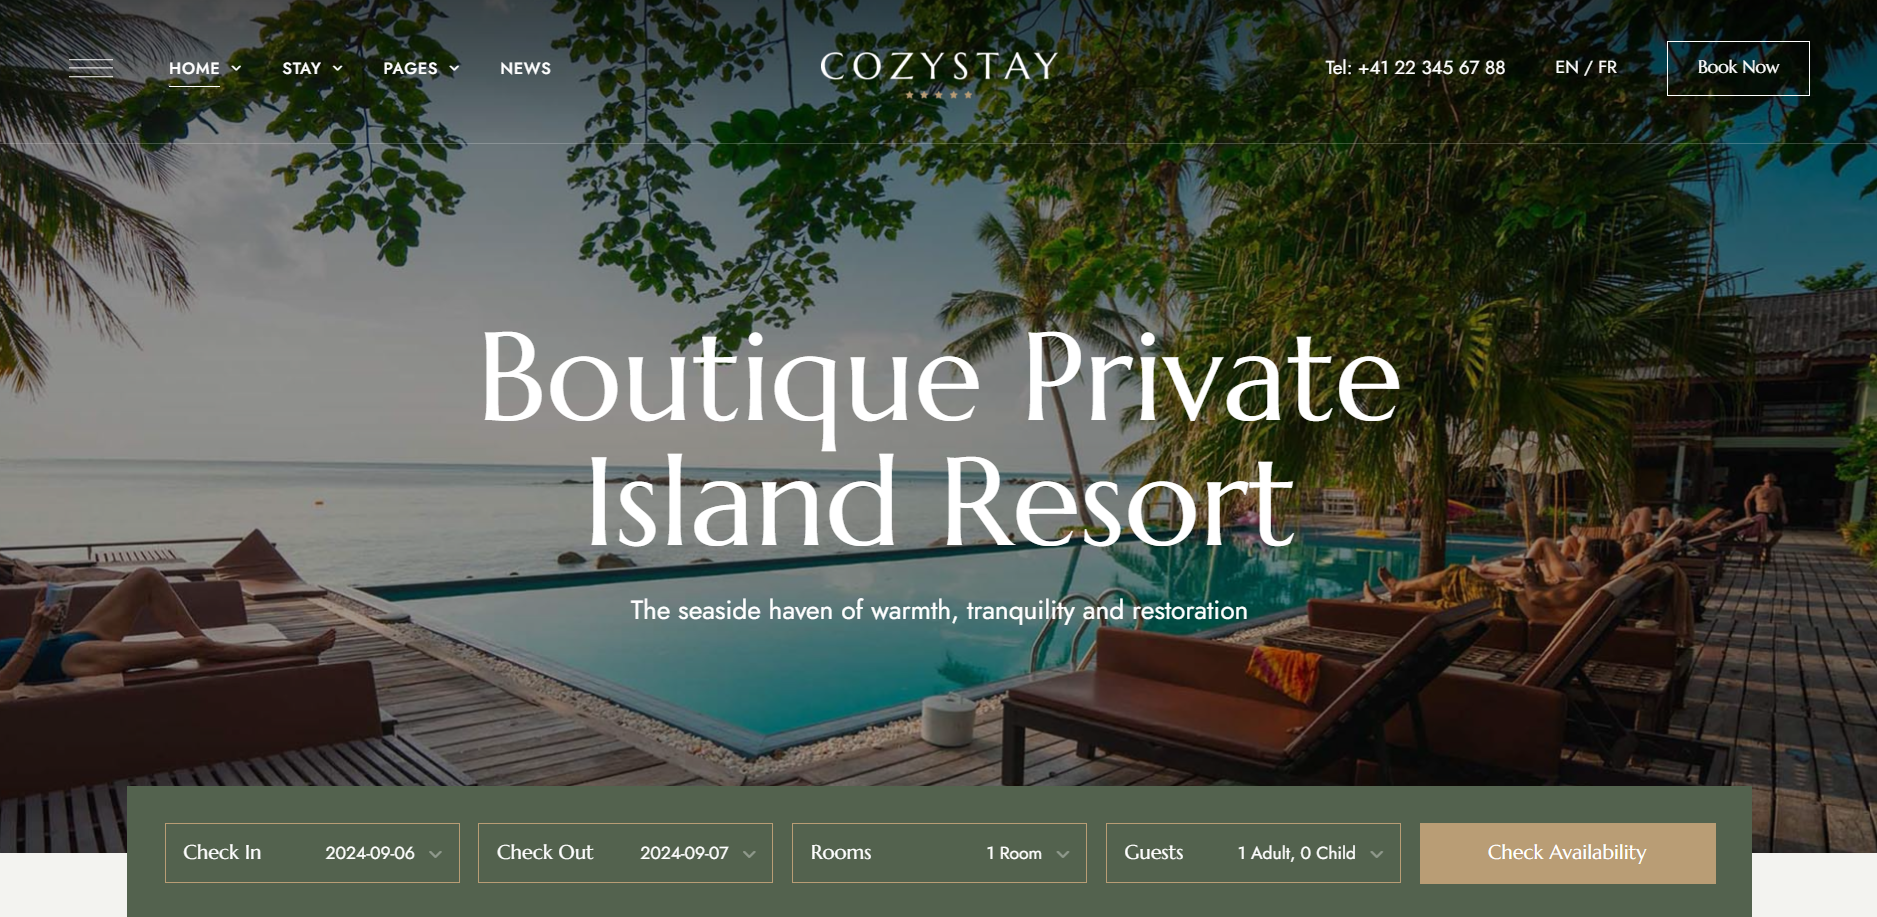 HOME STAY PAGES NEWS
COZYSTAY
Tel: +41 22 345 67 88
EN / FR
Book Now
Boutique Private
Island Resort
The seaside haven of warmth, tranquility and restoration
Check In 2024-09-06
Check Out 2024-09-07
Rooms 1 Room
Guests 1 Adult, 0 Child
Check Availability